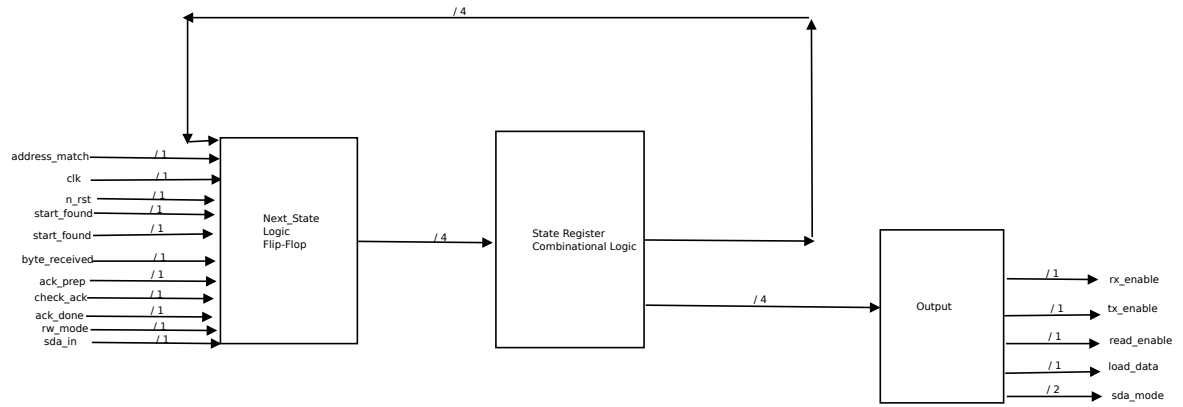 / 4
address_match
/ 1
clk
/ 1
n_rst
/ 1
start_found
/ 1
start_found
/ 1
byte_received
/ 1
ack_prep
/ 1
check_ack
/ 1
ack_done
/ 1
rw_mode
/ 1
sda_in
/ 1
Next_State
Logic
Flip-Flop
/ 4
State Register
Combinational Logic
/ 4
Output
/ 1
rx_enable
/ 1
tx_enable
/ 1
read_enable
/ 1
load_data
/ 2
sda_mode